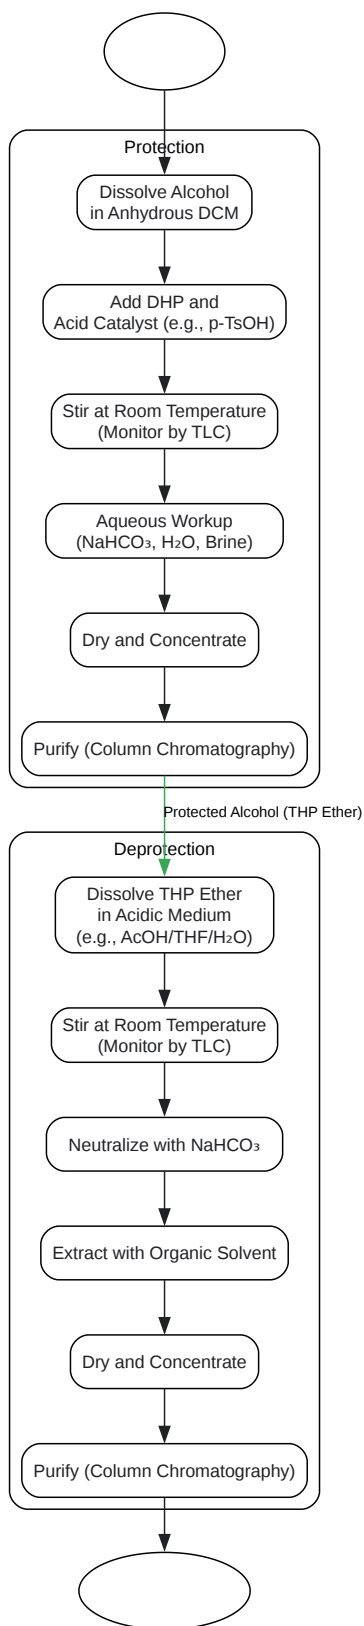 Protection
Dissolve Alcohol
in Anhydrous DCM
Add DHP and
Acid Catalyst (e.g., p-TsOH)
Stir at Room Temperature
(Monitor by TLC)
Aqueous Workup
(NaHCO₃, H₂O, Brine)
Dry and Concentrate
Purify (Column Chromatography)
Protected Alcohol (THP Ether)
Deprotection
Dissolve THP Ether
in Acidic Medium
(e.g., AcOH/THF/H₂O)
Stir at Room Temperature
(Monitor by TLC)
Neutralize with NaHCO₃
Extract with Organic Solvent
Dry and Concentrate
Purify (Column Chromatography)